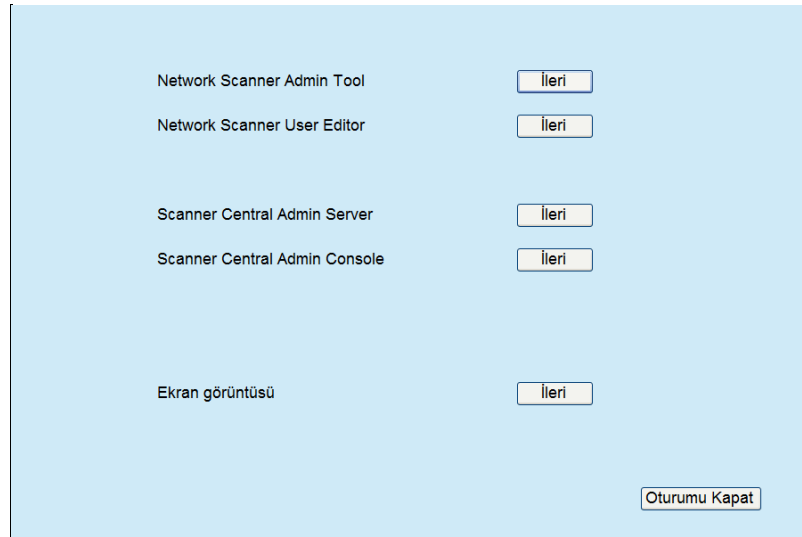 Network Scanner Admin Tool İleri
Network Scanner User Editor İleri
Scanner Central Admin Server İleri
Scanner Central Admin Console İleri
Ekran görüntüsü İleri
Oturumu Kapat